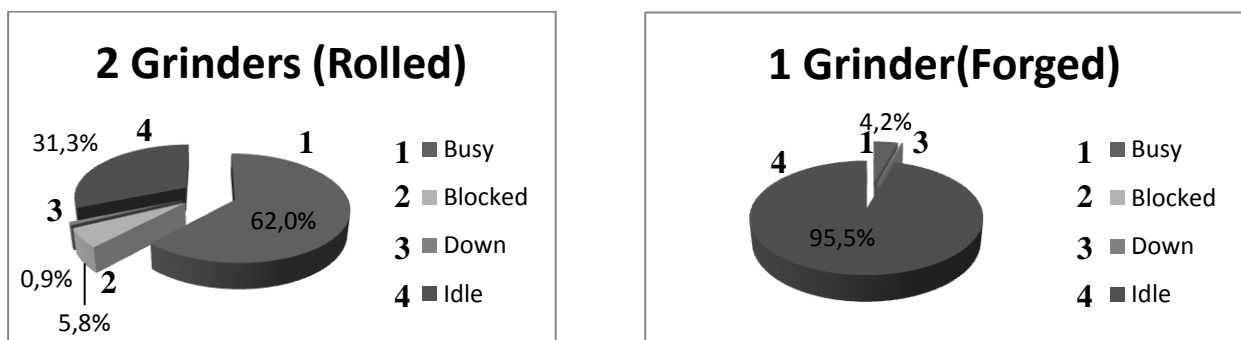 2 Grinders (Rolled)
4
1
31,3%
3
62,0%
0,9%
2
5,8%
1 Busy
2 Blocked
3 Down
4 Idle
1 Grinder(Forged)
4,2%
1
3
4
95,5%
1 Busy
2 Blocked
3 Down
4 Idle